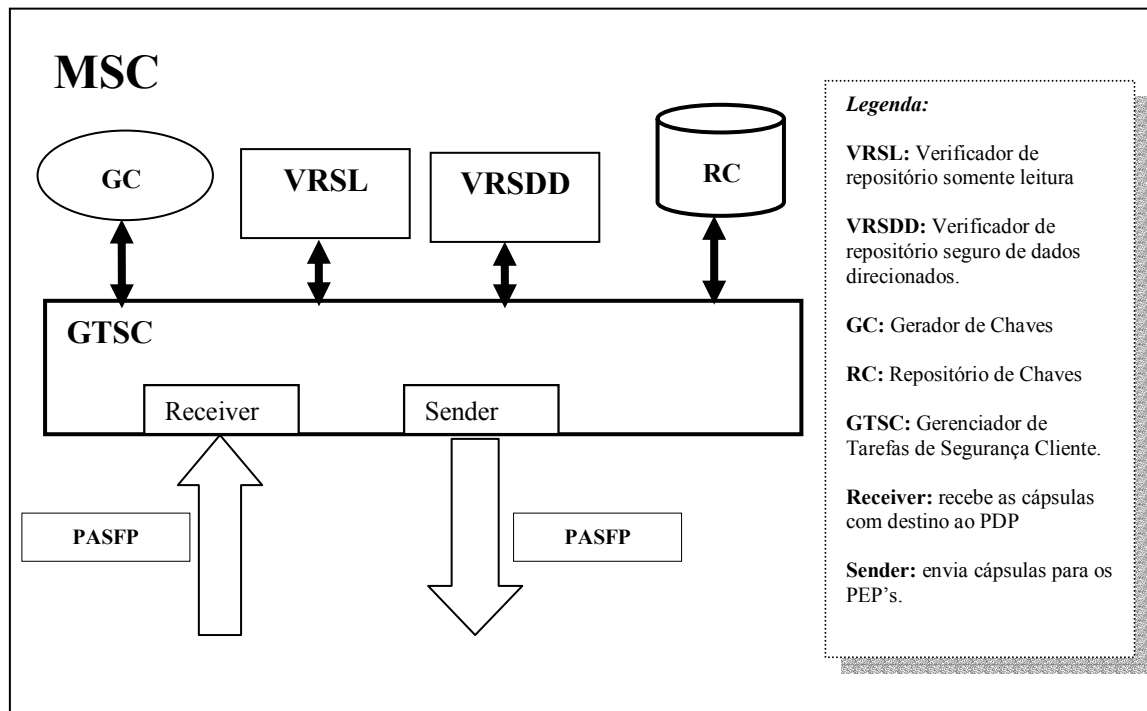 MSC
GC
VRSL
VRSDD
RC
GTSC
Receiver
Sender
PASFP
PASFP
Legenda:
VRSL: Verificador de
repositório somente leitura
VRSDD: Verificador de
repositório seguro de dados
direcionados.
GC: Gerador de Chaves
RC: Repositório de Chaves
GTSC: Gerenciador de
Tarefas de Segurança Cliente.
Receiver: recebe as cápsulas
com destino ao PDP
Sender: envia cápsulas para os
PEP’s.